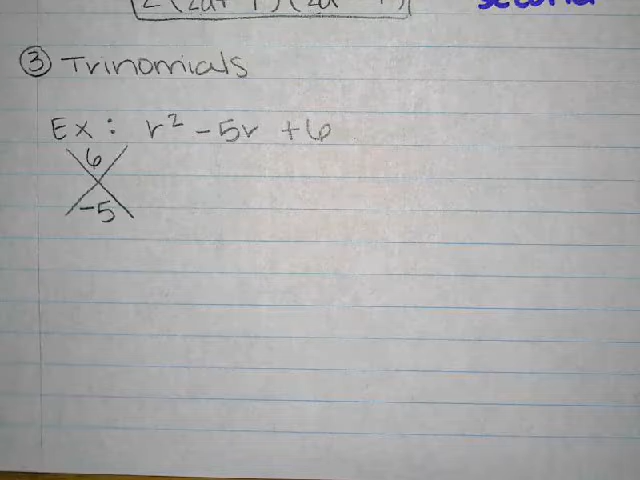 ③ Trinomials
Ex: r² - 5r + 6
6
-5